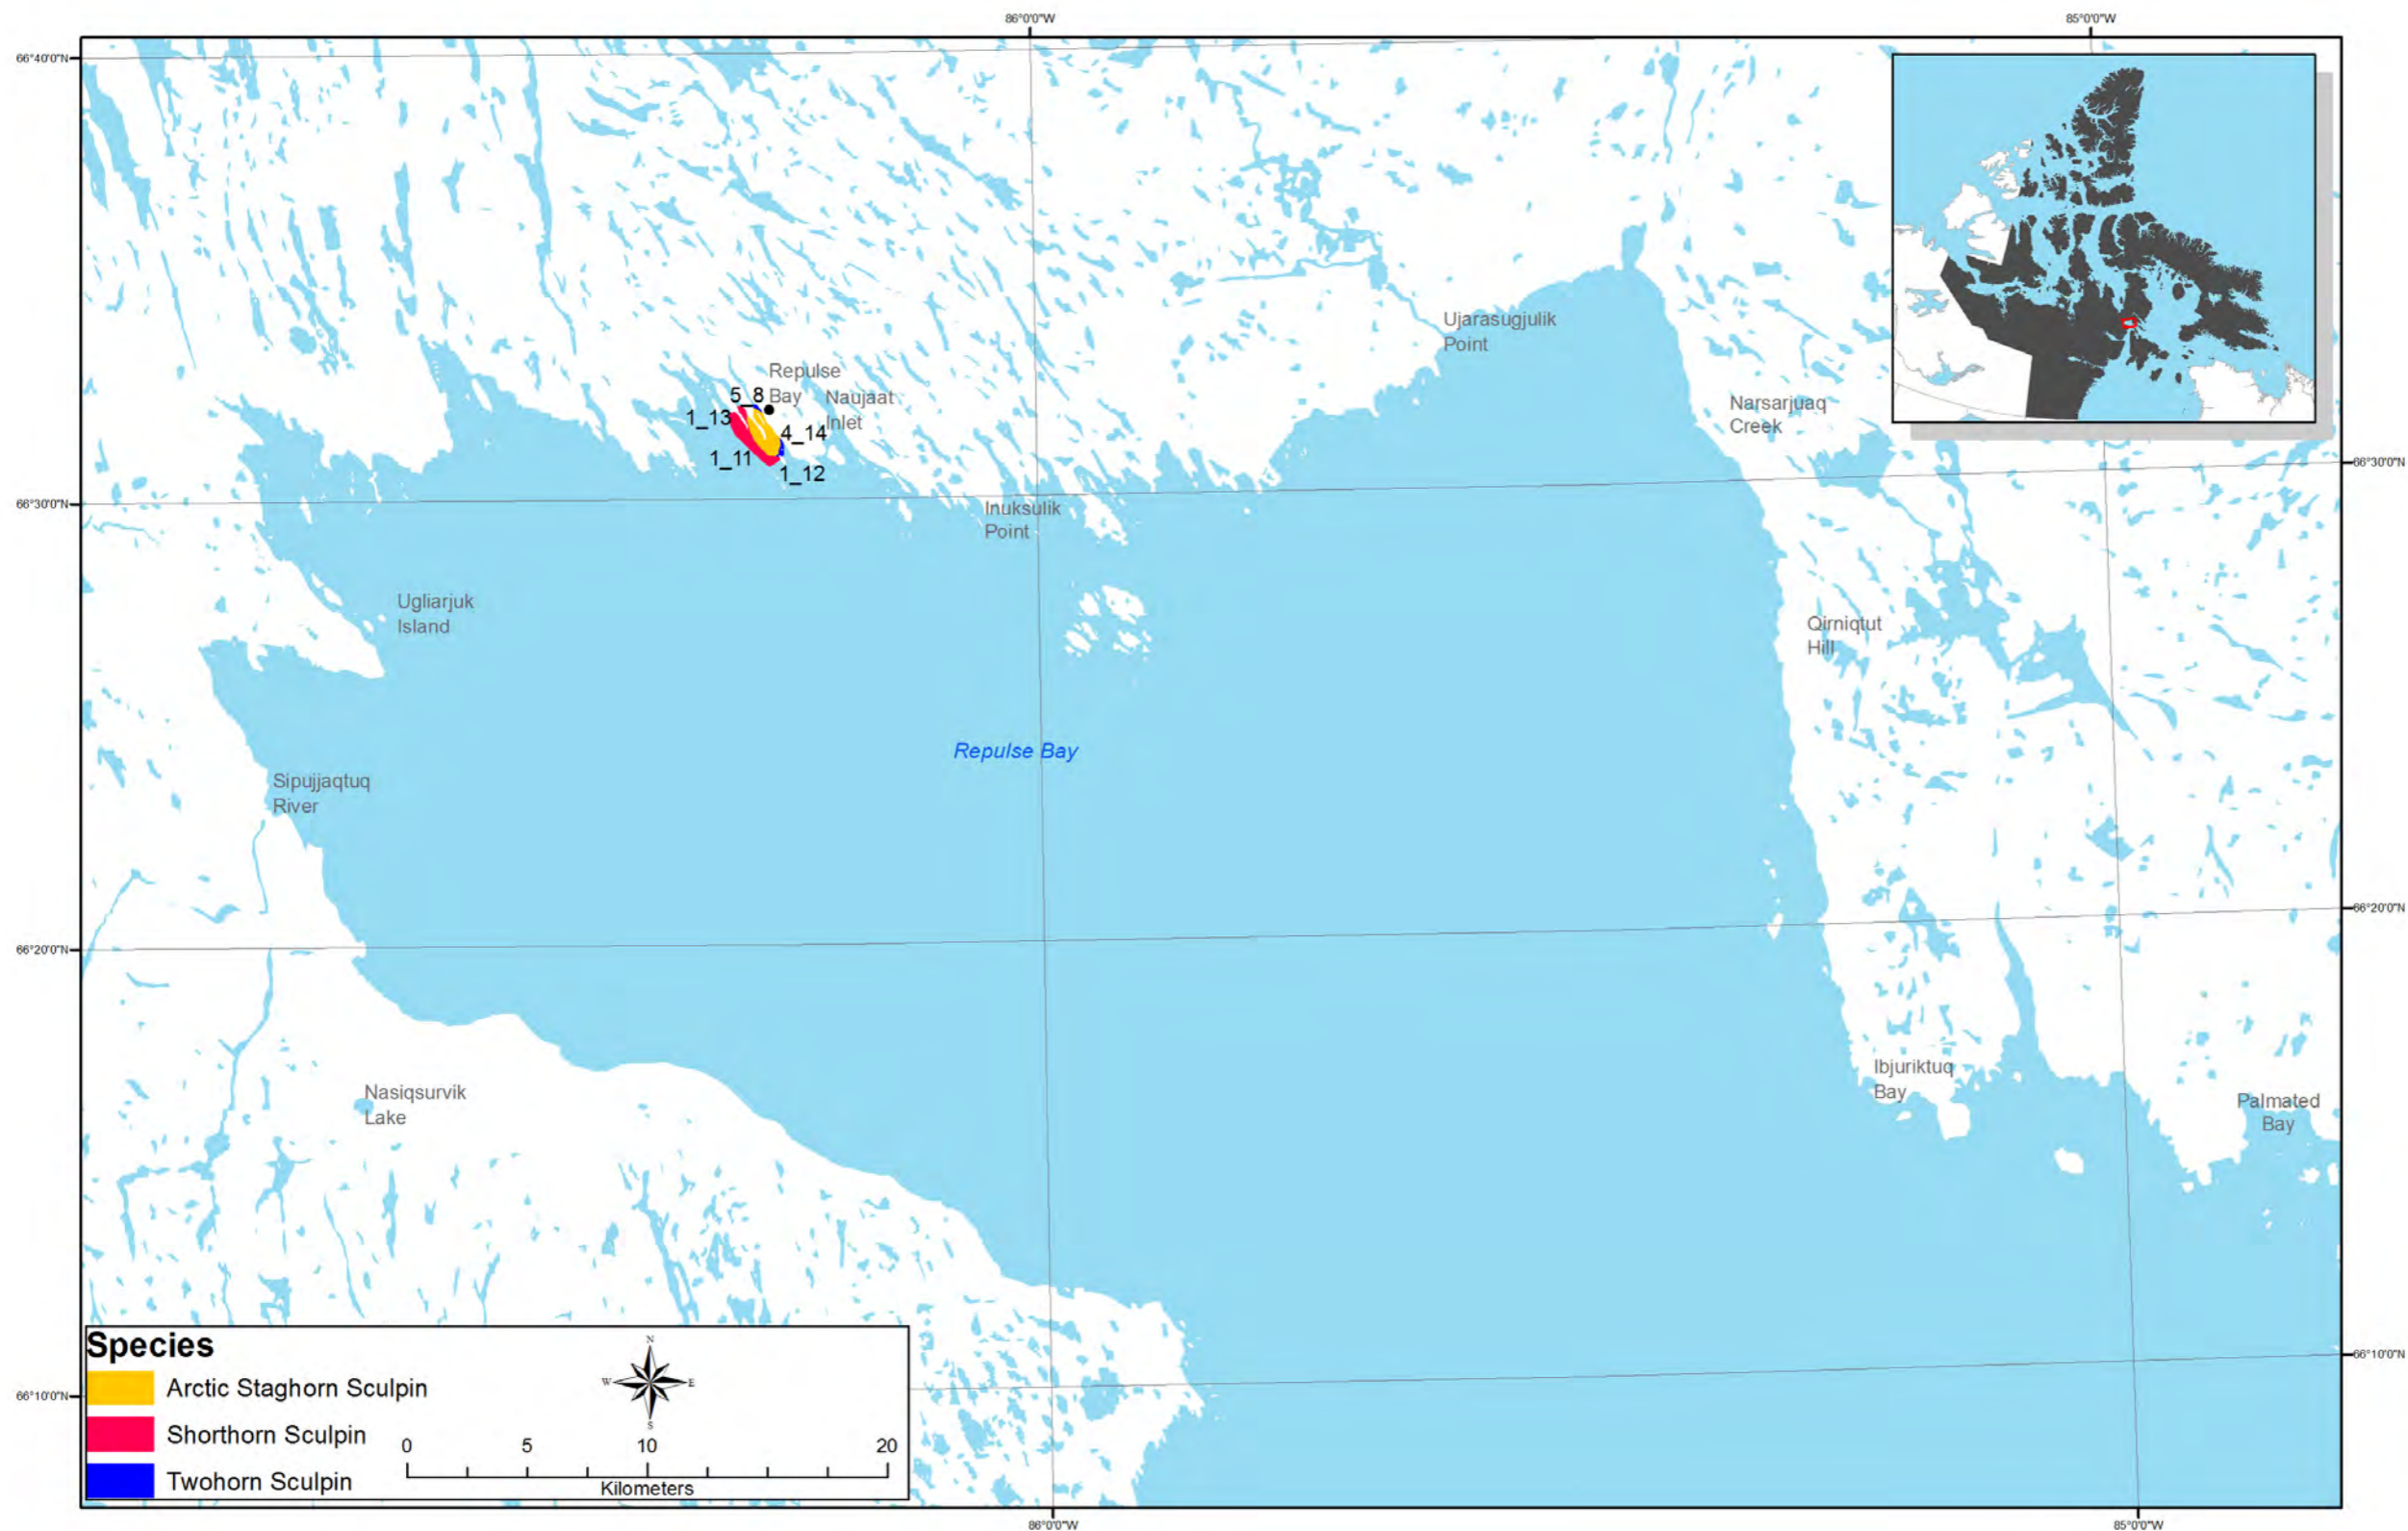 86°0'0"W
85°0'0"W
66°40'0"N
Ujarasugjulik
Point
Repulse
Bay
5_8
Naujaat
Inlet
1_13
4_14
1_11
1_12
Narsarjuaq
Creek
66°30'0"N
66°30'0"N
Inuksulik
Point
Ugliarjuk
Island
Qirniqtut
Hill
Repulse Bay
Sipujjaqtuq
River
66°20'0"N
66°20'0"N
Nasiqsurvik
Lake
Ibjuriktuq
Bay
Palmated
Bay
66°10'0"N
66°10'0"N
Species
Arctic Staghorn Sculpin
Shorthorn Sculpin
Twohorn Sculpin
N
W
E
S
0
5
10
20
Kilometers
86°0'0"W
85°0'0"W